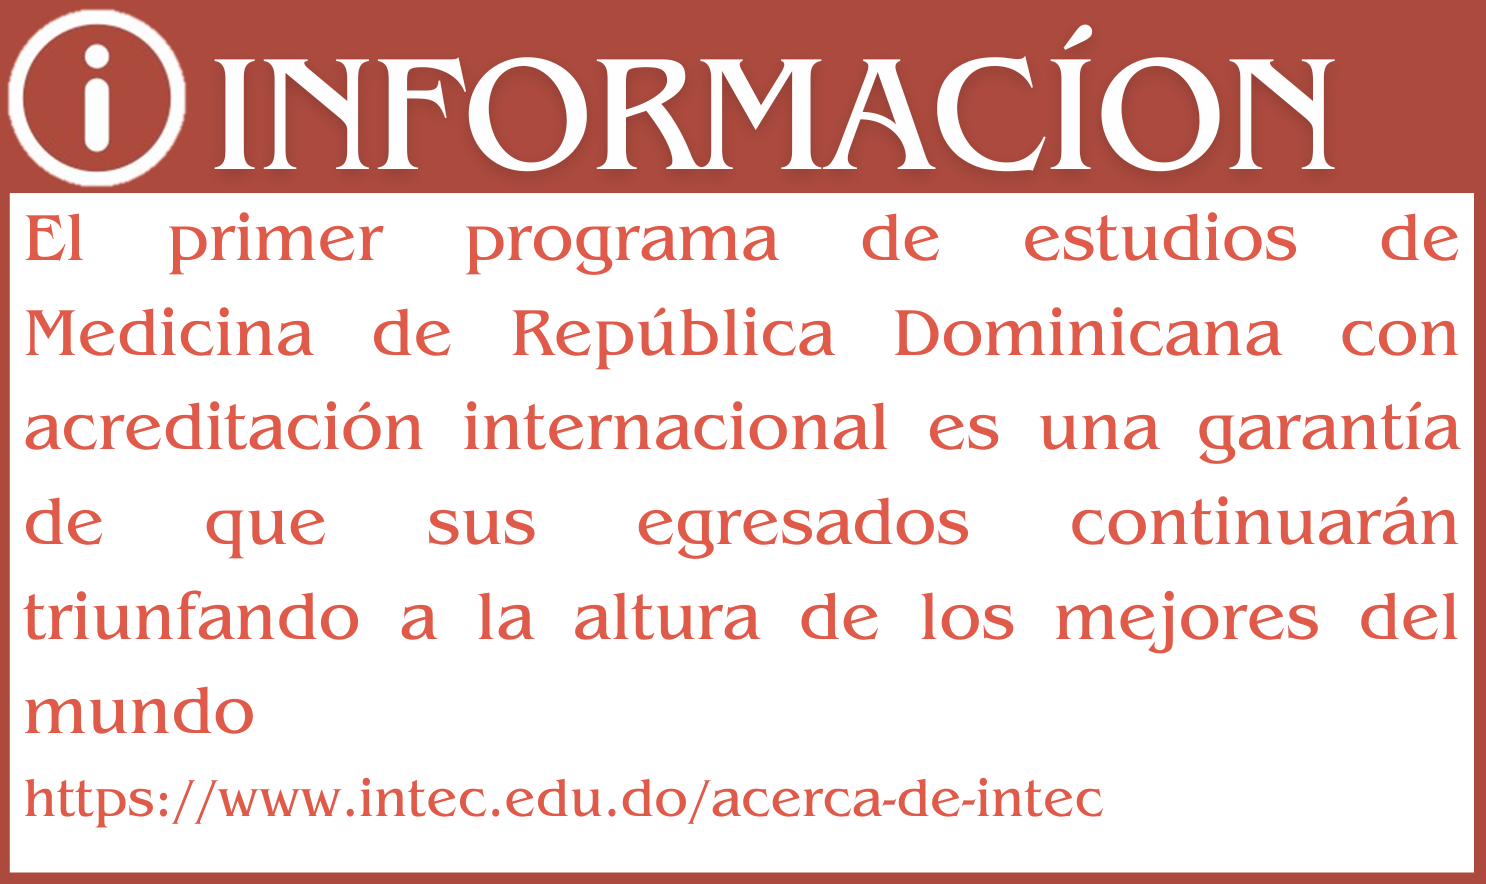 INFORMACÍON
El primer programa de estudios de
Medicina de República Dominicana con
acreditación internacional es una garantía
de que sus egresados continuarán
triunfando a la altura de los mejores del
mundo
https://www.intec.edu.do/acerca-de-intec